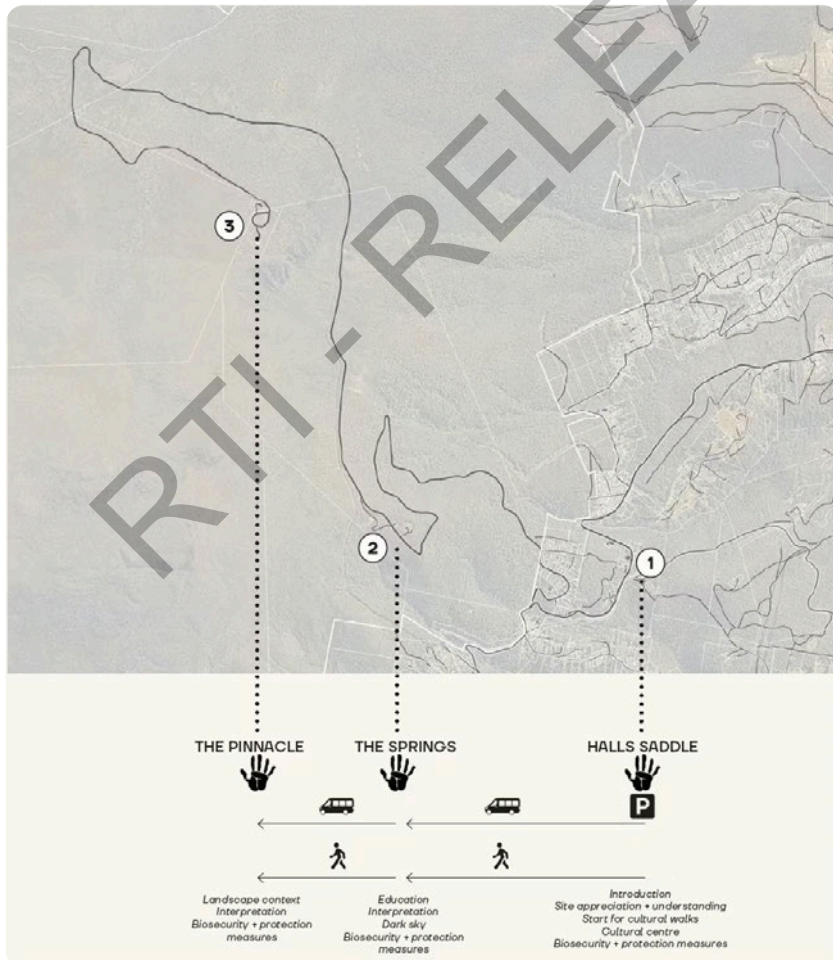 RTI - RELEA
3
2
1
THE PINNACLE
THE SPRINGS
HALLS SADDLE
P
Landscape context
Interpretation
Biosecurity + protection
measures
Education
Interpretation
Dark sky
Biosecurity + protection
measures
Introduction
Site appreciation + understanding
Start for cultural walks
Cultural centre
Biosecurity + protection measures